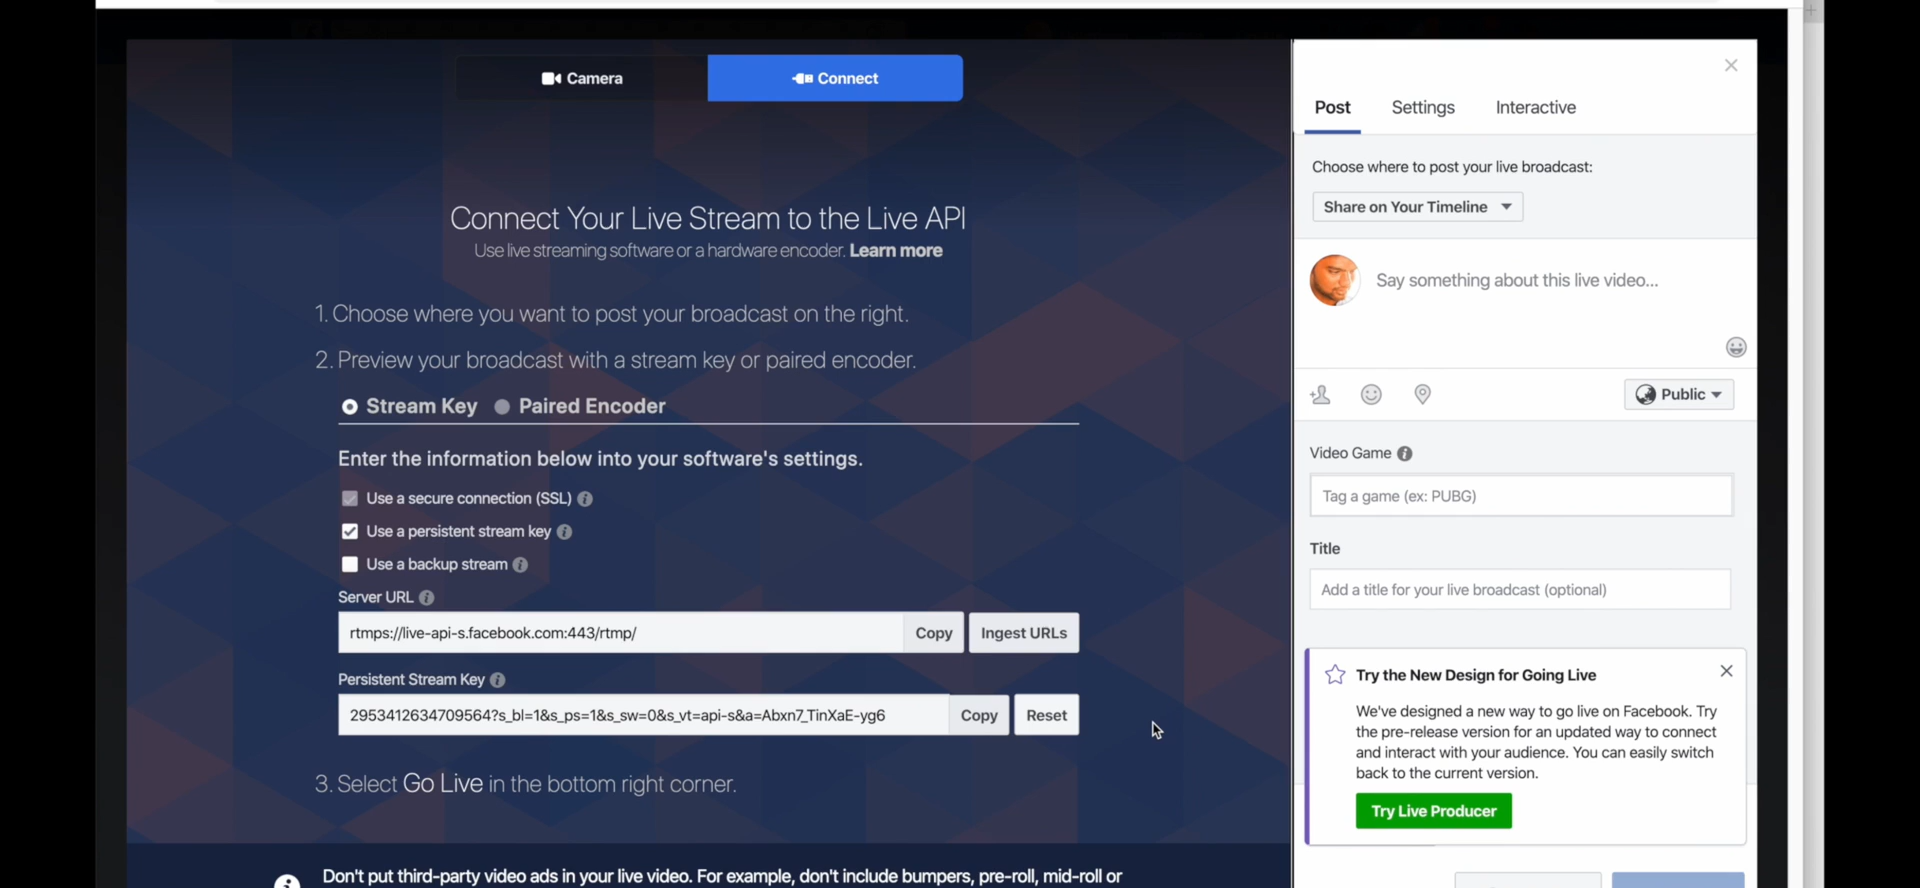 Camera
Connect
Connect Your Live Stream to the Live API
Use live streaming software or a hardware encoder. Learn more
1. Choose where you want to post your broadcast on the right.
2. Preview your broadcast with a stream key or paired encoder.
Stream Key Paired Encoder
Enter the information below into your software's settings.
Use a secure connection (SSL)
Use a persistent stream key
Use a backup stream
Server URL
rtmps://live-api-s.facebook.com:443/rtmp/ Copy Ingest URLs
Persistent Stream Key
2953412634709564?s_bl=1&s_ps=1&s_sw=0&s_vt=api-s&a=Abxn7_TinXaE-yg6 Copy Reset
3. Select Go Live in the bottom right corner.
Don't put third-party video ads in your live video. For example, don't include bumpers, pre-roll, mid-roll or
Post Settings Interactive
Choose where to post your live broadcast:
Share on Your Timeline
Say something about this live video...
Public
Video Game
Tag a game (ex: PUBG)
Title
Add a title for your live broadcast (optional)
Try the New Design for Going Live
We've designed a new way to go live on Facebook. Try
the pre-release version for an updated way to connect
and interact with your audience. You can easily switch
back to the current version.
Try Live Producer